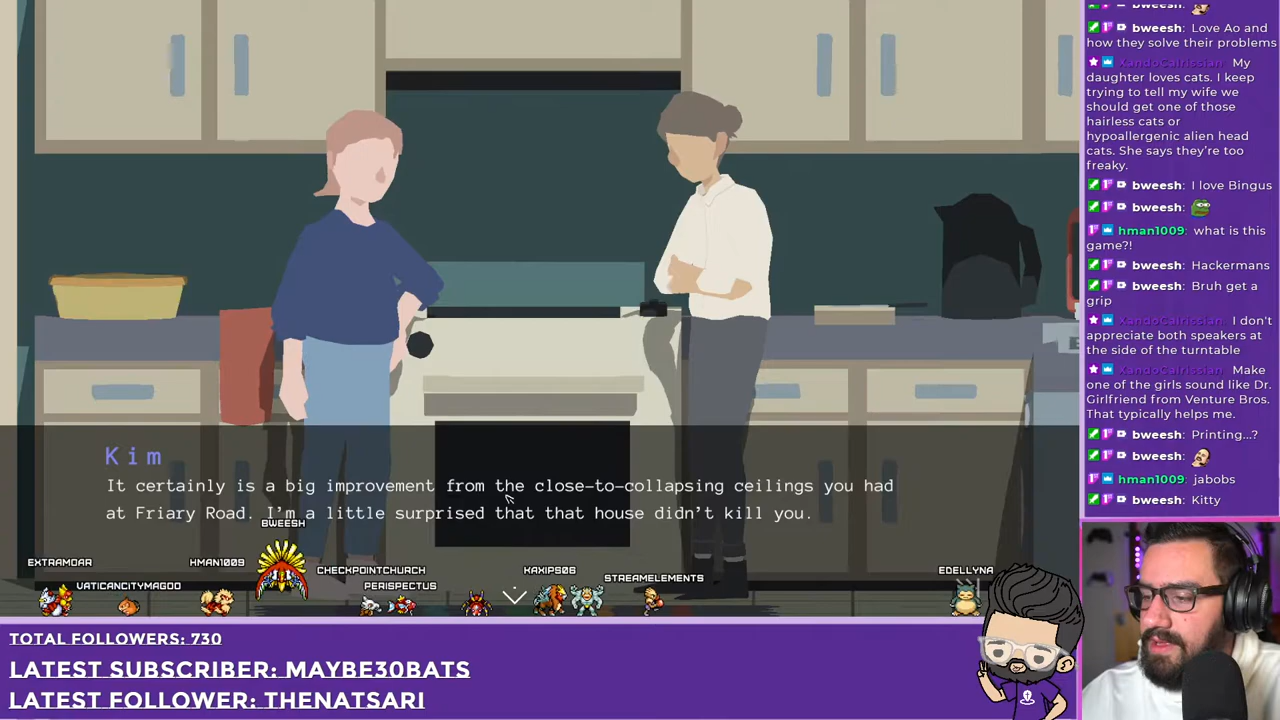 bweesh:
bweesh: Love Ao and
how they solve their problems
XandoCalrissian: My
daughter loves cats. I keep
trying to tell my wife we
should get one of those
hairless cats or
hypoallergenic alien head
cats. She says they're too
freaky.
bweesh: I love Bingus
bweesh:
hman1009: what is this
game?!
bweesh: Hackermans
bweesh: Bruh get a
grip
XandoCalrissian: I don't
appreciate both speakers at
the side of the turntable
XandoCalrissian: Make
one of the girls sound like Dr.
Girlfriend from Venture Bros.
That typically helps me.
bweesh: Printing...?
bweesh:
hman1009: jabobs
bweesh: Kitty
Kim
It certainly is a big improvement from the close-to-collapsing ceilings you had
at Friary Road. I'm a little surprised that that house didn't kill you.
BWEESH
EXTRAMOAR
HMAN1009
CHECKPOINTCHURCH
KAXIPS06
STREAMELEMENTS
EDELLYNA
VATICANCITYMAGOO
PERISPECTUS
TOTAL FOLLOWERS: 730
LATEST SUBSCRIBER: MAYBE30BATS
LATEST FOLLOWER: THENATSARI